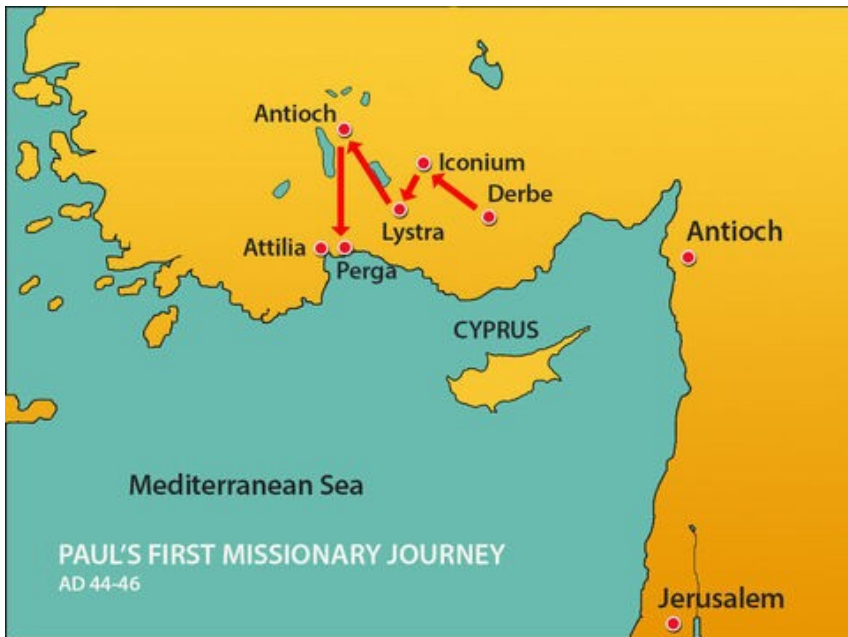 Antioch
Iconium
Derbe
Lystra
Antioch
Attilia
Perga
CYPRUS
Mediterranean Sea
PAUL'S FIRST MISSIONARY JOURNEY
AD 44-46
Jerusalem